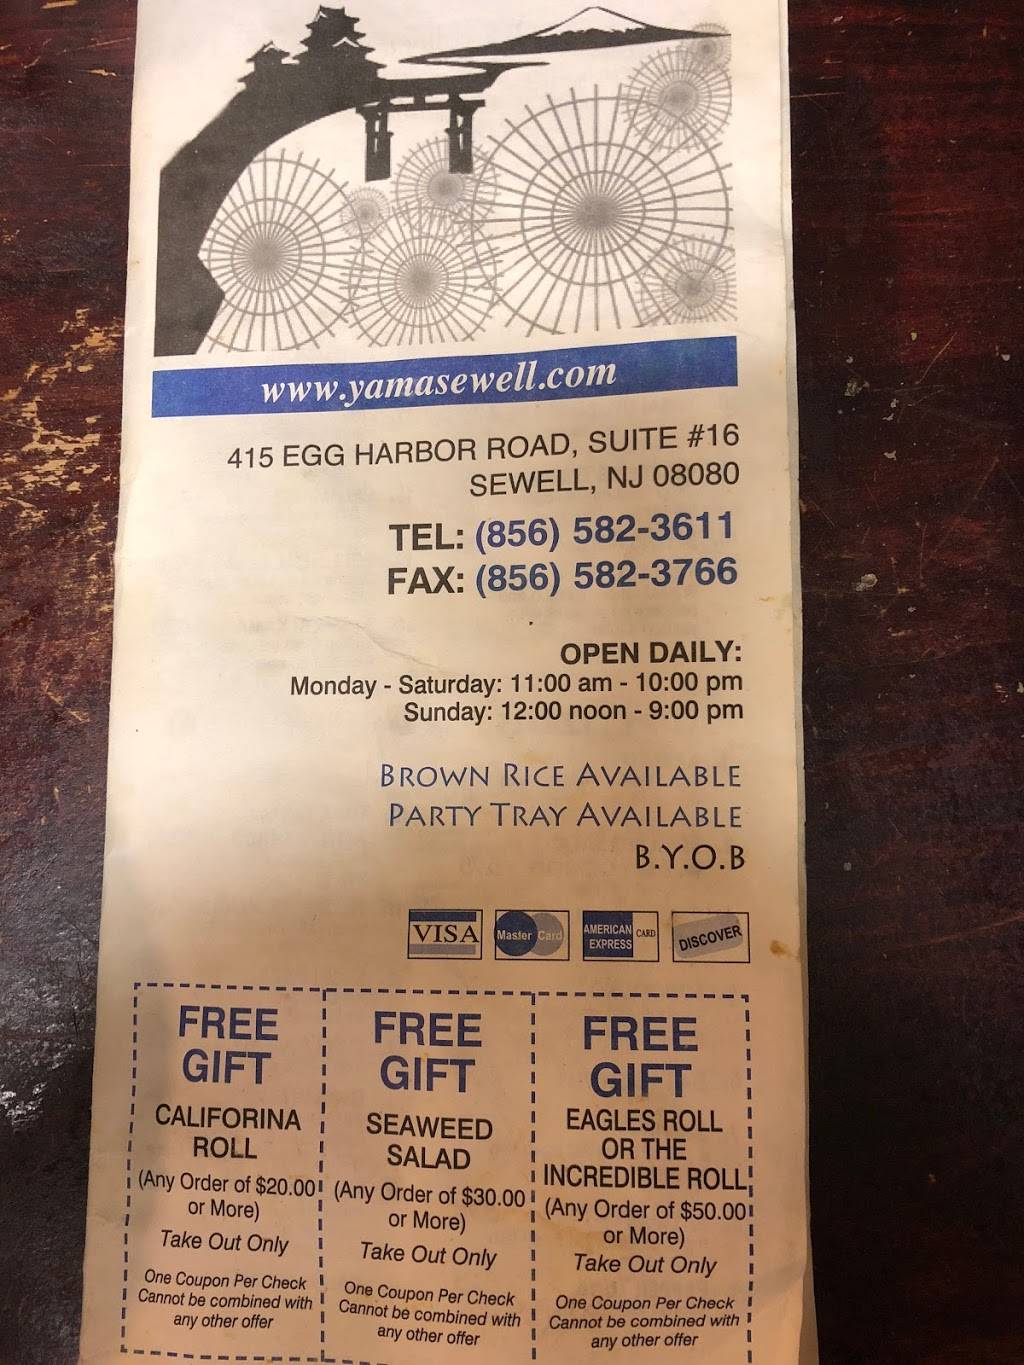 www.yamasewell.com
415 EGG HARBOR ROAD, SUITE #16
SEWELL, NJ 08080
TEL: (856) 582-3611
FAX: (856) 582-3766
OPEN DAILY:
Monday - Saturday: 11:00 am - 10:00 pm
Sunday: 12:00 noon - 9:00 pm
BROWN RICE AVAILABLE
PARTY TRAY AVAILABLE
B.Y.O.B
VISA
Master Card
AMERICAN EXPRESS CARD
DISCOVER
FREE
GIFT
CALIFORINA
ROLL
(Any Order of $20.00
or More)
Take Out Only
One Coupon Per Check
Cannot be combined with
any other offer
FREE
GIFT
SEAWEED
SALAD
(Any Order of $30.00
or More)
Take Out Only
One Coupon Per Check
Cannot be combined with
any other offer
FREE
GIFT
EAGLES ROLL
OR THE
INCREDIBLE ROLL
(Any Order of $50.00
or More)
Take Out Only
One Coupon Per Check
Cannot be combined with
any other offer